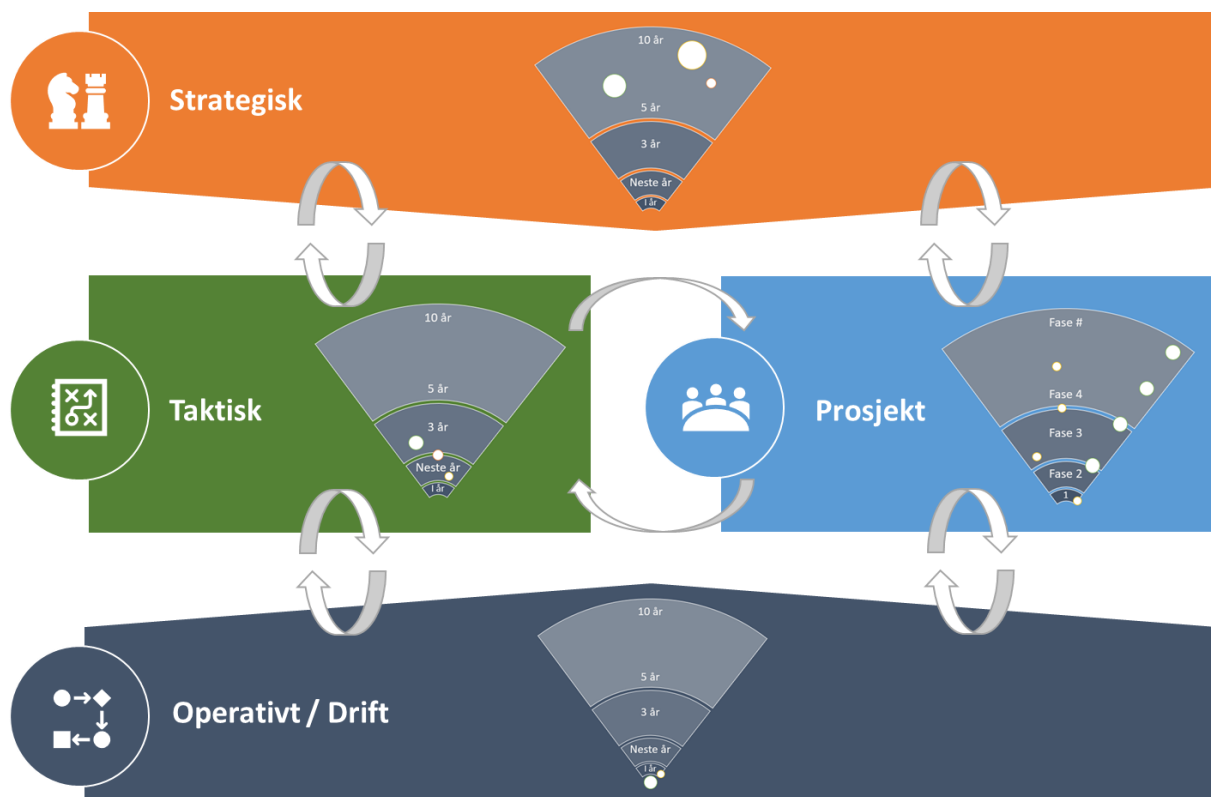 Strategisk
10 år
5 år
3 år
Neste år
I år
Taktisk
10 år
5 år
3 år
Neste år
I år
Prosjekt
Fase #
Fase 4
Fase 3
Fase 2
1
Operativt / Drift
10 år
5 år
3 år
Neste år
I år